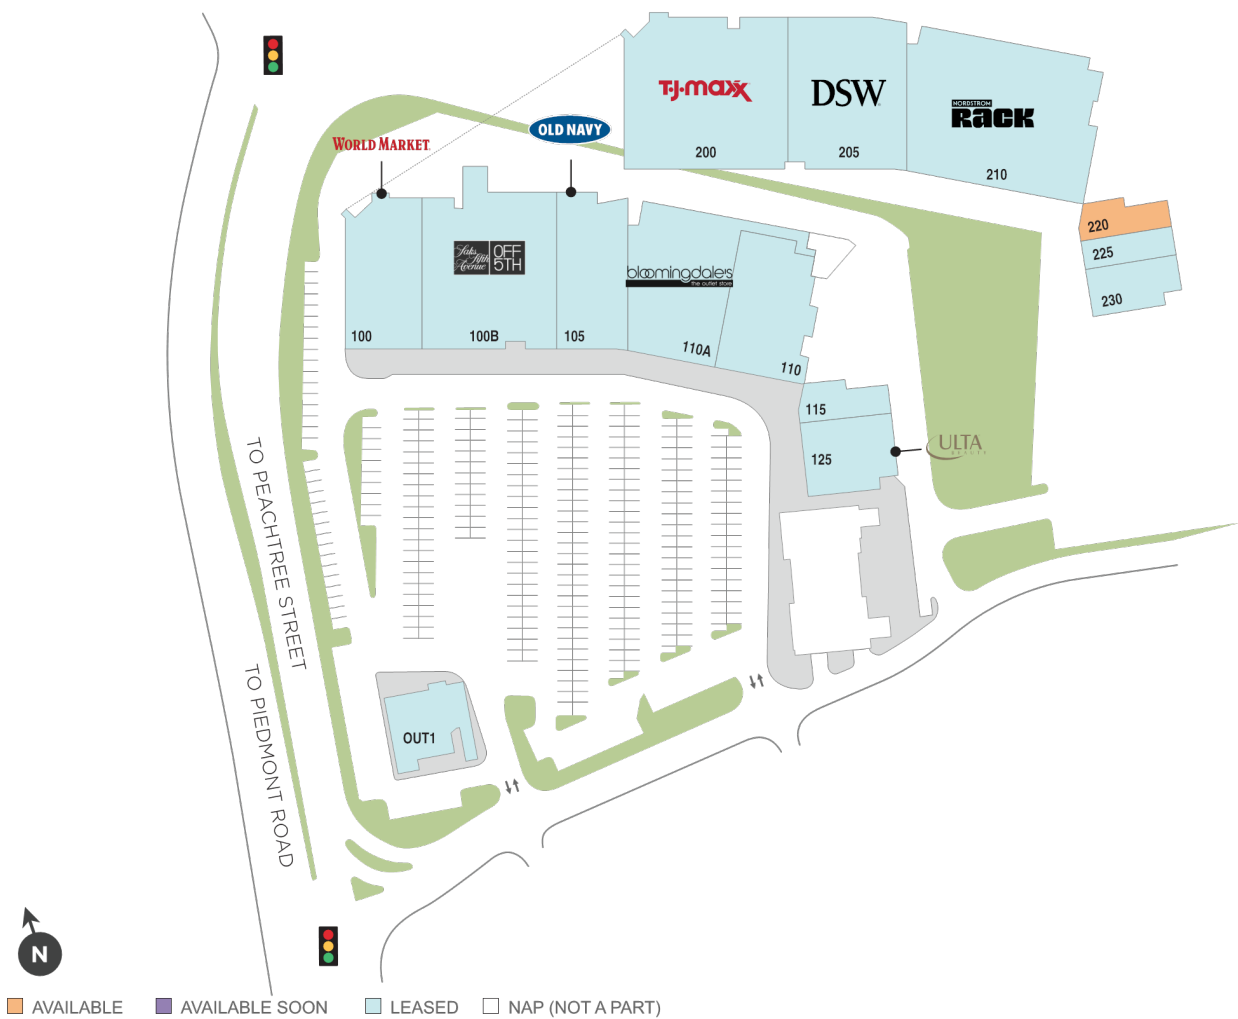 T·J·maxx
DSW
NORDSTROM
Rack
200
205
210
WORLD MARKET
OLD NAVY
220
225
230
Saks
Fifth
Avenue
OFF
5TH
bloomingdale's
the outlet store
100
100B
105
110A
110
115
125
ULTA
BEAUTY
TO PEACHTREE STREET
TO PIEDMONT ROAD
OUT1
N
AVAILABLE
AVAILABLE SOON
LEASED
NAP (NOT A PART)